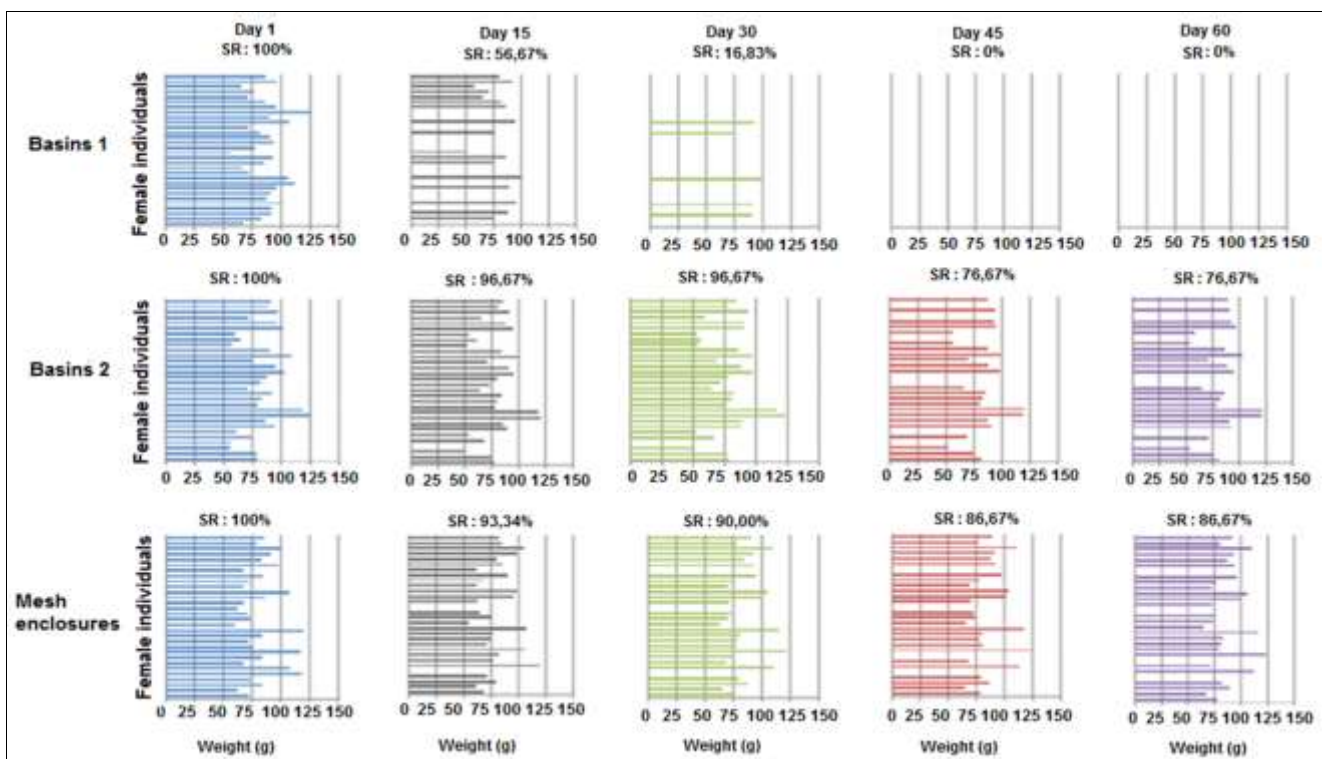 Day 1 Day 15 Day 30 Day 45 Day 60
SR : 100% SR : 56,67% SR : 16,83% SR : 0% SR : 0%
Basins 1
Female individuals
0 25 50 75 100 125 150 0 25 50 75 100 125 150 0 25 50 75 100 125 150 0 25 50 75 100 125 150 0 25 50 75 100 125 150
SR : 100% SR : 96,67% SR : 96,67% SR : 76,67% SR : 76,67%
Basins 2
Female individuals
0 25 50 75 100 125 150 0 25 50 75 100 125 150 0 25 50 75 100 125 150 0 25 50 75 100 125 150 0 25 50 75 100 125 150
SR : 100% SR : 93,34% SR : 90,00% SR : 86,67% SR : 86,67%
Mesh
enclosures
Female individuals
0 25 50 75 100 125 150 0 25 50 75 100 125 150 0 25 50 75 100 125 150 0 25 50 75 100 125 150 0 25 50 75 100 125 150
Weight (g) Weight (g) Weight (g) Weight (g) Weight (g)